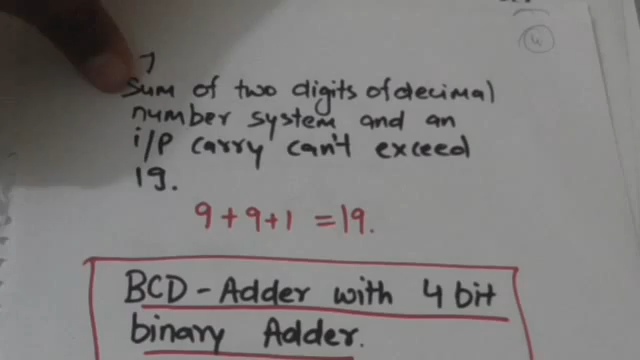 4
Sum of two digits of decimal
number system and an
i/p carry can't exceed
19.
9+9+1 = 19.
BCD - Adder with 4 bit
binary Adder.